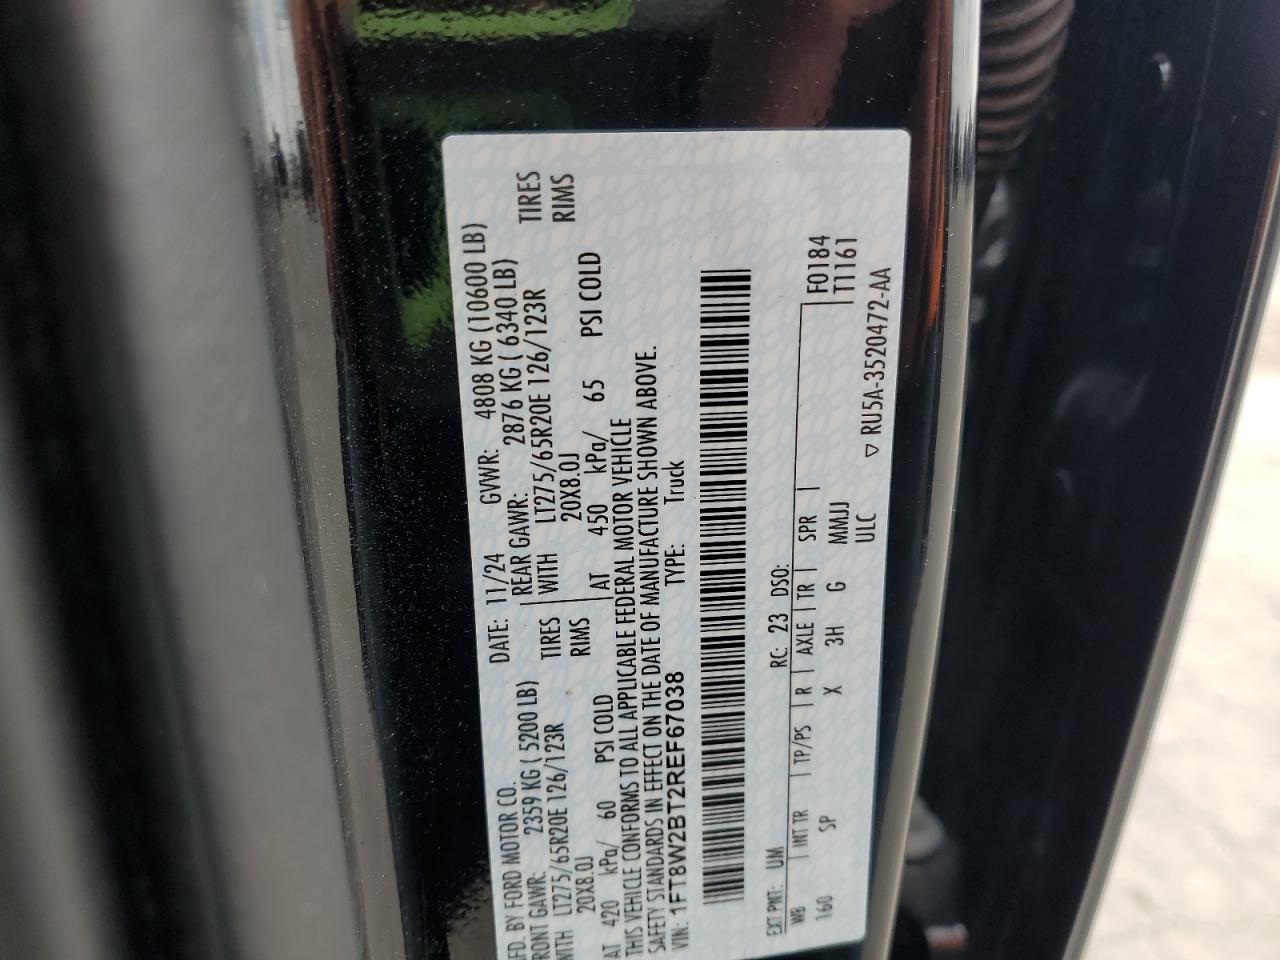 MFD. BY FORD MOTOR CO.
DATE: 11/24 GVWR: 4808 KG (10600 LB)
FRONT GAWR: 2359 KG ( 5200 LB) REAR GAWR: 2876 KG ( 6340 LB)
WITH LT275/65R20E 126/123R TIRES WITH LT275/65R20E 126/123R TIRES
20X8.0J RIMS 20X8.0J RIMS
AT 420 kPa/ 60 PSI COLD AT 450 kPa/ 65 PSI COLD
THIS VEHICLE CONFORMS TO ALL APPLICABLE FEDERAL MOTOR VEHICLE
SAFETY STANDARDS IN EFFECT ON THE DATE OF MANUFACTURE SHOWN ABOVE.
VIN: 1FT8W2BT2REF67038 TYPE: Truck
EXT PNT: UM RC: 23 DSO:
WB INT TR TP/PS R AXLE TR SPR F0184
160 SP X 3H G MMJJ T1161
ULC
▽ RU5A-3520472-AA